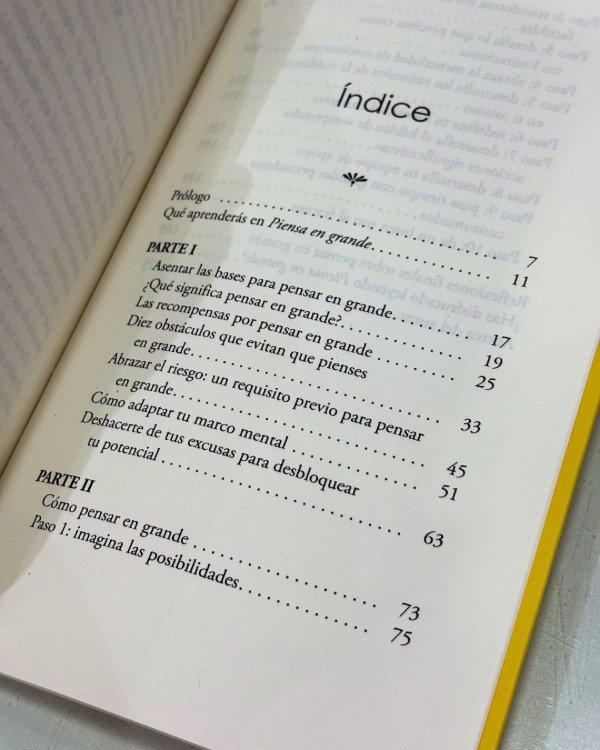 Índice
Prólogo . . . . . . . . . . . . . . . . . . . . . . . . . . . . . 7
Qué aprenderás en Piensa en grande. . . . . . . . . . . . . 11
PARTE I
Asentar las bases para pensar en grande. . . . . . . . . . 17
¿Qué significa pensar en grande?. . . . . . . . . . . . . . 19
Las recompensas por pensar en grande . . . . . . . . . . 25
Diez obstáculos que evitan que pienses
en grande. . . . . . . . . . . . . . . . . . . . . . . . . . . 33
Abrazar el riesgo: un requisito previo para pensar
en grande. . . . . . . . . . . . . . . . . . . . . . . . . . . 45
Cómo adaptar tu marco mental . . . . . . . . . . . . . . 51
Deshacerte de tus excusas para desbloquear
tu potencial . . . . . . . . . . . . . . . . . . . . . . . . . 63
PARTE II
Cómo pensar en grande . . . . . . . . . . . . . . . . . . . 73
Paso 1: imagina las posibilidades. . . . . . . . . . . . . . 75